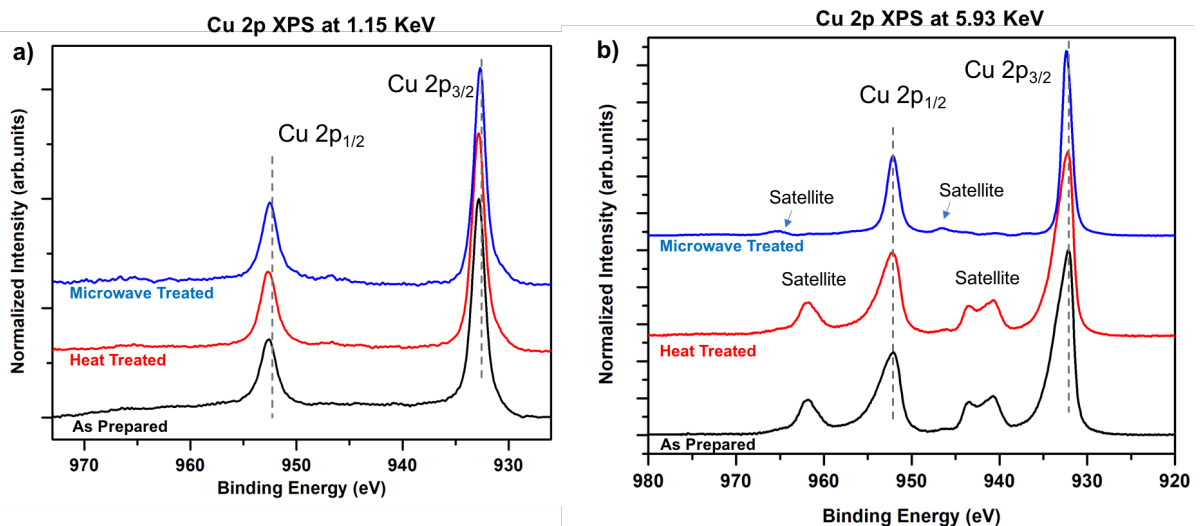 Cu 2p XPS at 1.15 KeV
a)
Cu 2p3/2
Cu 2p1/2
Microwave Treated
Heat Treated
As Prepared
Normalized Intensity (arb.units)
970 960 950 940 930
Binding Energy (eV)
Cu 2p XPS at 5.93 KeV
b)
Cu 2p3/2
Cu 2p1/2
Satellite
Satellite
Microwave Treated
Satellite
Satellite
Heat Treated
As Prepared
Normalized Intensity (arb.units)
980 970 960 950 940 930 920
Binding Energy (eV)